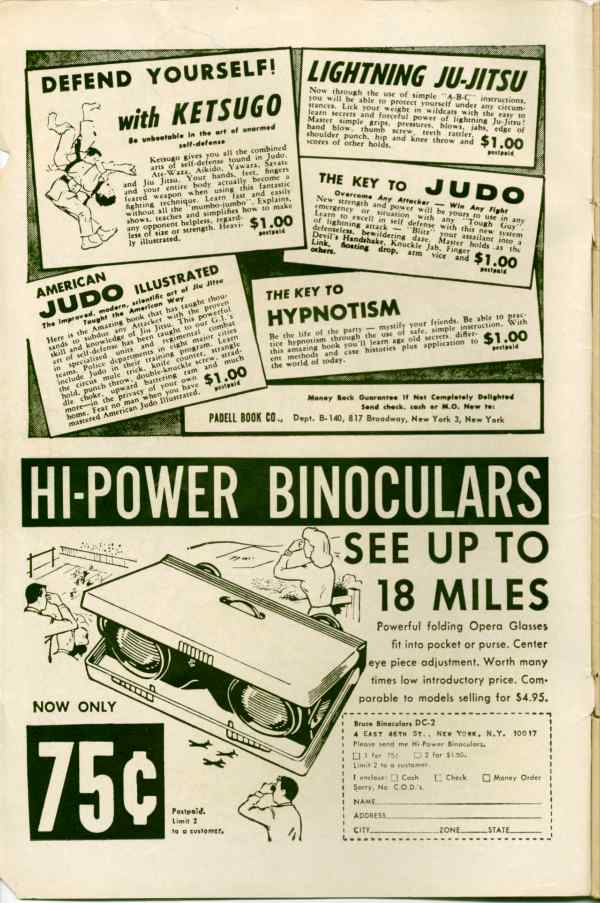 DEFEND YOURSELF!
with KETSUGO
Be unbeatable in the art of unarmed
self-defense
Ketsugo gives you all the combined
arts of self-defense found in Judo,
Ate-Waza, Aikido, Yawara, Savate
and Jiu Jitsu. Your hands, feet, fingers
and your entire body actually become a
feared weapon when using this fantastic
fighting technique. Learn fast and easily
without all the "mumbo-jumbo". Explains,
shows, teaches and simplifies how to make
any opponent helpless, regard-
less of size or strength. Heavi-
ly illustrated.
$1.00
postpaid
LIGHTNING JU-JITSU
Now through the use of simple "A-B-C" instructions,
you will be able to protect yourself under any circum-
stances. Lick your weight in wildcats with the easy to
learn secrets and forceful power of lightning Ju-Jitsu!
Master simple grips, pressures, blows, jabs, edge of
hand blow, thumb screw, teeth rattler,
shoulder punch, hip and knee throw and
scores of other holds.
$1.00
postpaid
THE KEY TO JUDO
Overcome Any Attacker — Win Any Fight
New strength and power will be yours to use in any
emergency or situation with any "Tough Guy".
Learn to excell in self defense with this new system
of lightning attack — "Blitz" your assailant into a
defenseless, bewildering daze. Master holds as the
Devil's Handshake, Knuckle Jab, Finger
Link, floating drop, arm vice and
others.
$1.00
postpaid
AMERICAN
JUDO ILLUSTRATED
The improved, modern, scientific art of Jiu Jitsu
Taught the American Way
Here is the Amazing book that has taught thou-
sands to subdue any Attacker with the proven
skill and knowledge of Jiu Jitsu. This powerful
art of self-defense has been taught to our G.I.'s
in specialized units and regimental combat
teams. Police departments in eight major cities
include Judo in their training program. Learn
the circus mule trick, knife counter, strangle
hold, punch throw, double-knuckle screw, strad-
dle choke, upward battering ram and much
more—in the privacy of your own
home. Fear no man when you have
mastered American Judo Illustrated.
$1.00
postpaid
THE KEY TO
HYPNOTISM
Be the life of the party — mystify your friends. Be able to prac-
tice hypnotism through the use of safe, simple instruction. With
this amazing book you'll learn age old secrets, differ-
ent methods and case histories plus application to
the world of today.
$1.00
postpaid
Money Back Guarantee If Not Completely Delighted
Send check, cash or M.O. Now to:
PADELL BOOK CO., Dept. B-140, 817 Broadway, New York 3, New York
HI-POWER BINOCULARS
SEE UP TO
18 MILES
Powerful folding Opera Glasses
fit into pocket or purse. Center
eye piece adjustment. Worth many
times low introductory price. Com-
parable to models selling for $4.95.
NOW ONLY
75¢
Postpaid.
Limit 2
to a customer.
Bruce Binoculars DC-2
4 EAST 46TH ST., NEW YORK, N.Y. 10017
Please send me Hi-Power Binoculars.
1 for 75¢ 2 for $1.50.
Limit 2 to a customer
I enclose: Cash Check Money Order
Sorry, No C.O.D.'s.
NAME
ADDRESS
CITY ZONE STATE